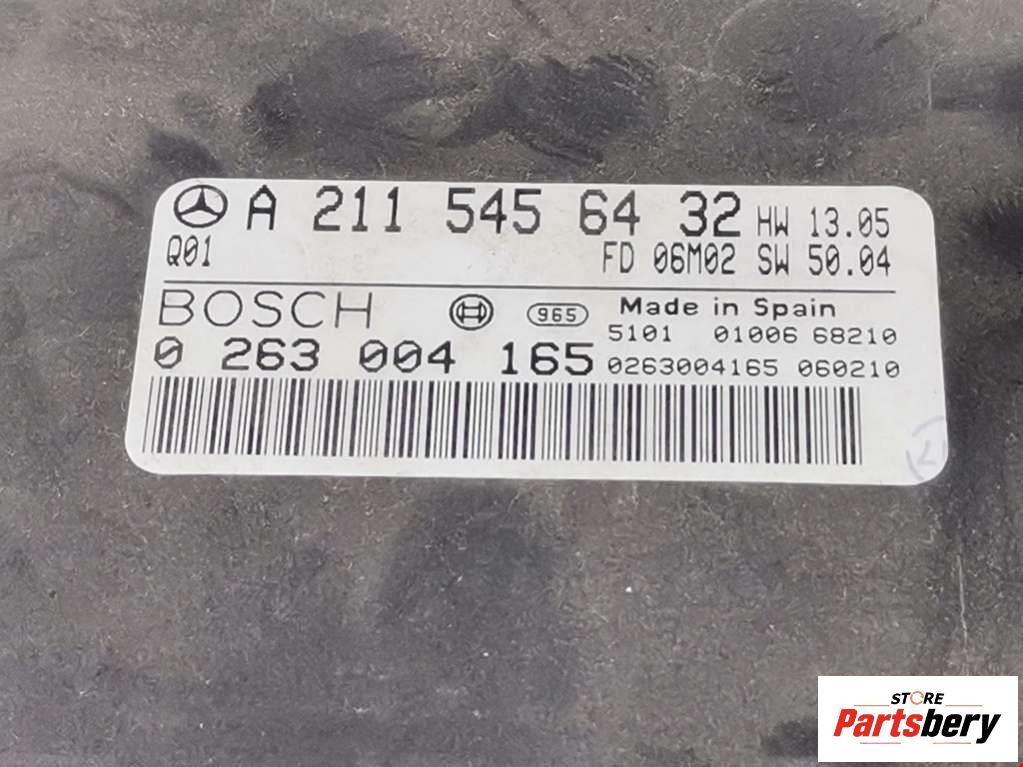 A 211 545 64 32 HW 13.05
Q01 FD 06M02 SW 50.04
BOSCH 965 Made in Spain
5101 01006 68210
0 263 004 165 0263004165 060210
STORE
Partsbery